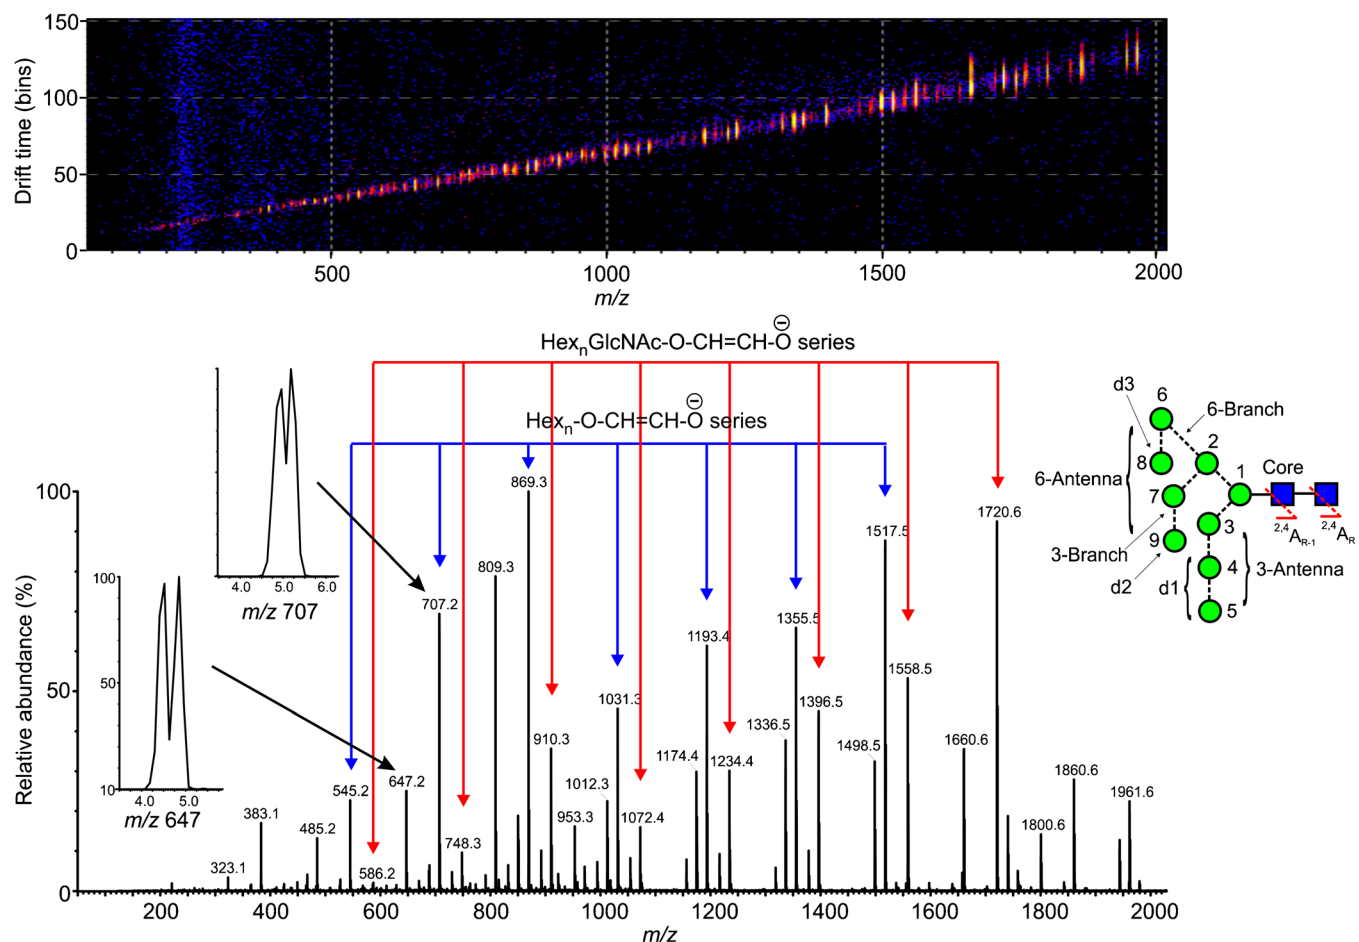 150
100
50
0
Drift time (bins)
500
1000
1500
2000
m/z
HexₙGlcNAc-O-CH=CH-O⊖ series
Hexₙ-O-CH=CH-O⊖ series
4.0 5.0 6.0
m/z 707
100
50
10
4.0 5.0
m/z 647
d3
6
6-Branch
2
8
1
Core
6-Antenna
7
3
²,⁴A_R-1
²,⁴A_R
3-Branch
9
4
3-Antenna
d2
d1
5
100
50
0
Relative abundance (%)
323.1
383.1
485.2
545.2
586.2
647.2
707.2
748.3
809.3
869.3
910.3
953.3
1012.3
1031.3
1072.4
1174.4
1193.4
1234.4
1336.5
1355.5
1396.5
1498.5
1517.5
1558.5
1660.6
1720.6
1800.6
1860.6
1961.6
200 400 600 800 1000 1200 1400 1600 1800 2000
m/z